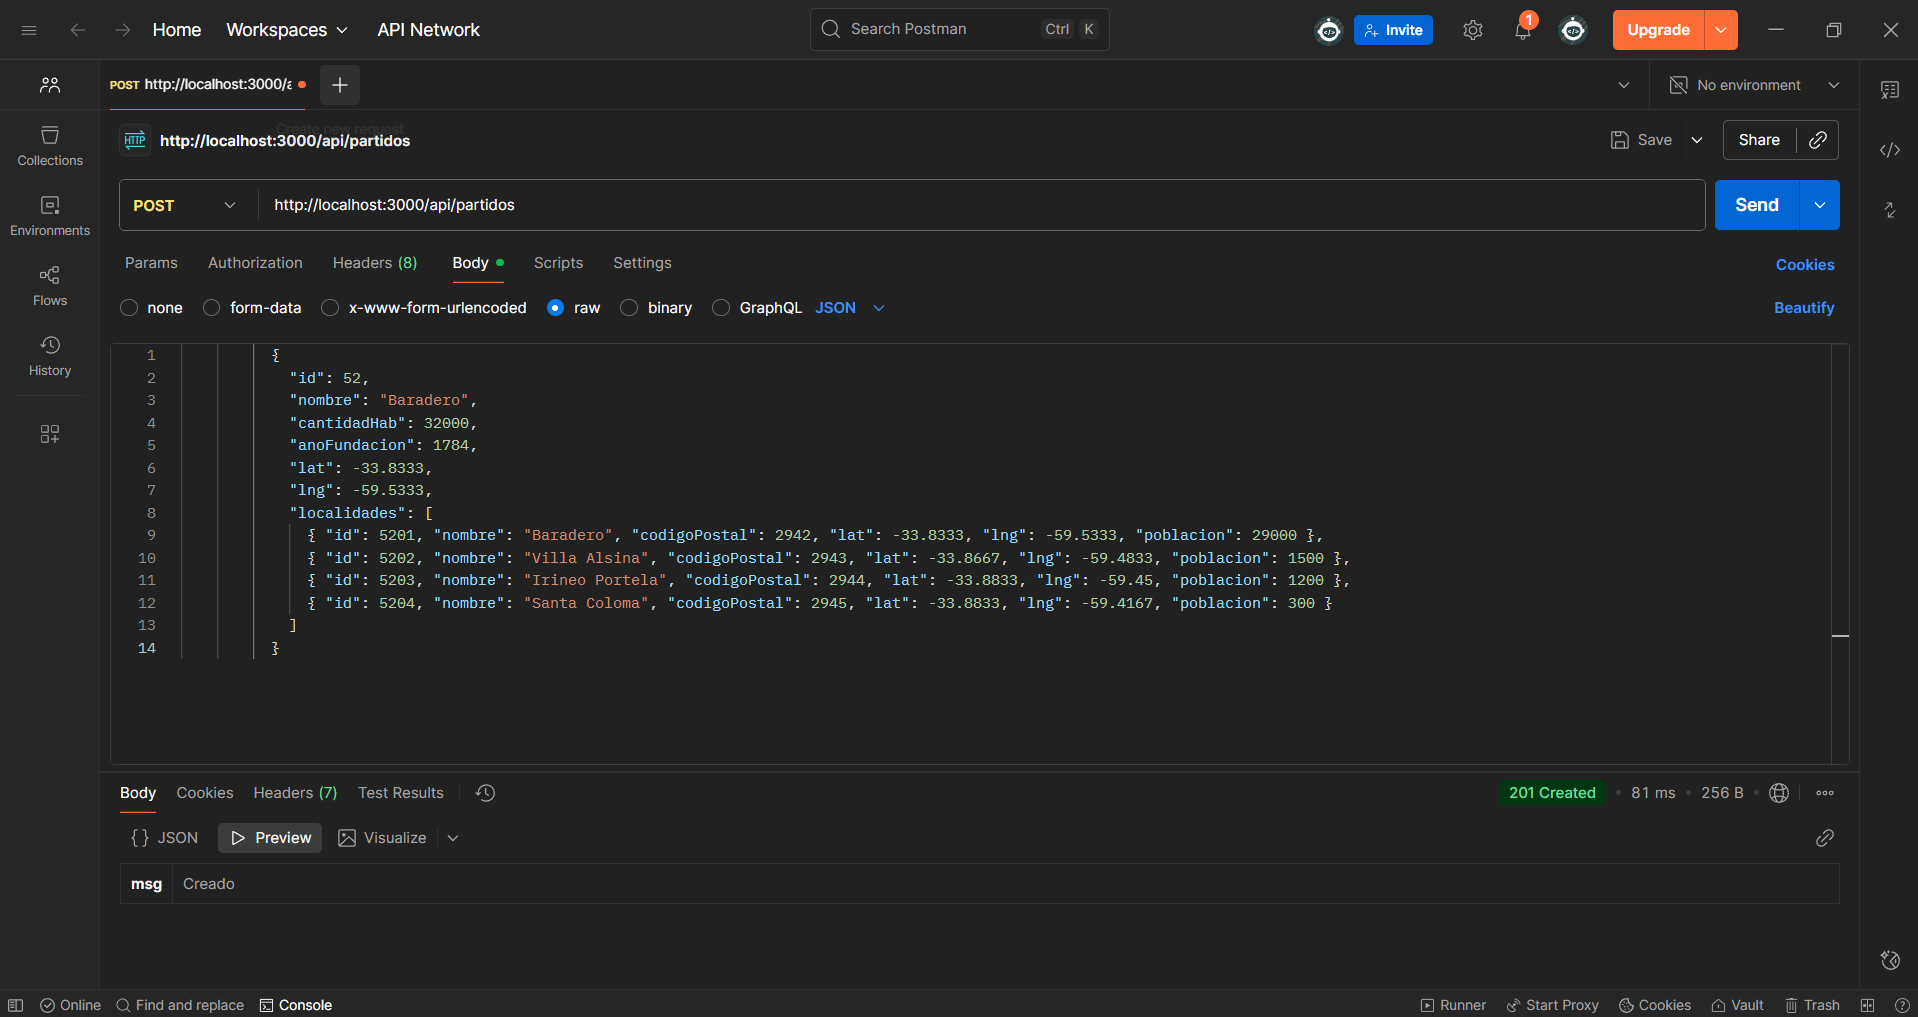 Home Workspaces API Network Search Postman Ctrl K Invite 1 Upgrade
POST http://localhost:3000/a No environment
Create new request
HTTP http://localhost:3000/api/partidos Save Share
POST http://localhost:3000/api/partidos Send
Collections
Environments
Flows
History
Params Authorization Headers (8) Body Scripts Settings Cookies
none form-data x-www-form-urlencoded raw binary GraphQL JSON Beautify
1 {
2 "id": 52,
3 "nombre": "Baradero",
4 "cantidadHab": 32000,
5 "anoFundacion": 1784,
6 "lat": -33.8333,
7 "lng": -59.5333,
8 "localidades": [
9 { "id": 5201, "nombre": "Baradero", "codigoPostal": 2942, "lat": -33.8333, "lng": -59.5333, "poblacion": 29000 },
10 { "id": 5202, "nombre": "Villa Alsina", "codigoPostal": 2943, "lat": -33.8667, "lng": -59.4833, "poblacion": 1500 },
11 { "id": 5203, "nombre": "Irineo Portela", "codigoPostal": 2944, "lat": -33.8833, "lng": -59.45, "poblacion": 1200 },
12 { "id": 5204, "nombre": "Santa Coloma", "codigoPostal": 2945, "lat": -33.8833, "lng": -59.4167, "poblacion": 300 }
13 ]
14 }
Body Cookies Headers (7) Test Results 201 Created • 81 ms • 256 B •
{} JSON Preview Visualize
msg Creado
Online Find and replace Console Runner Start Proxy Cookies Vault Trash